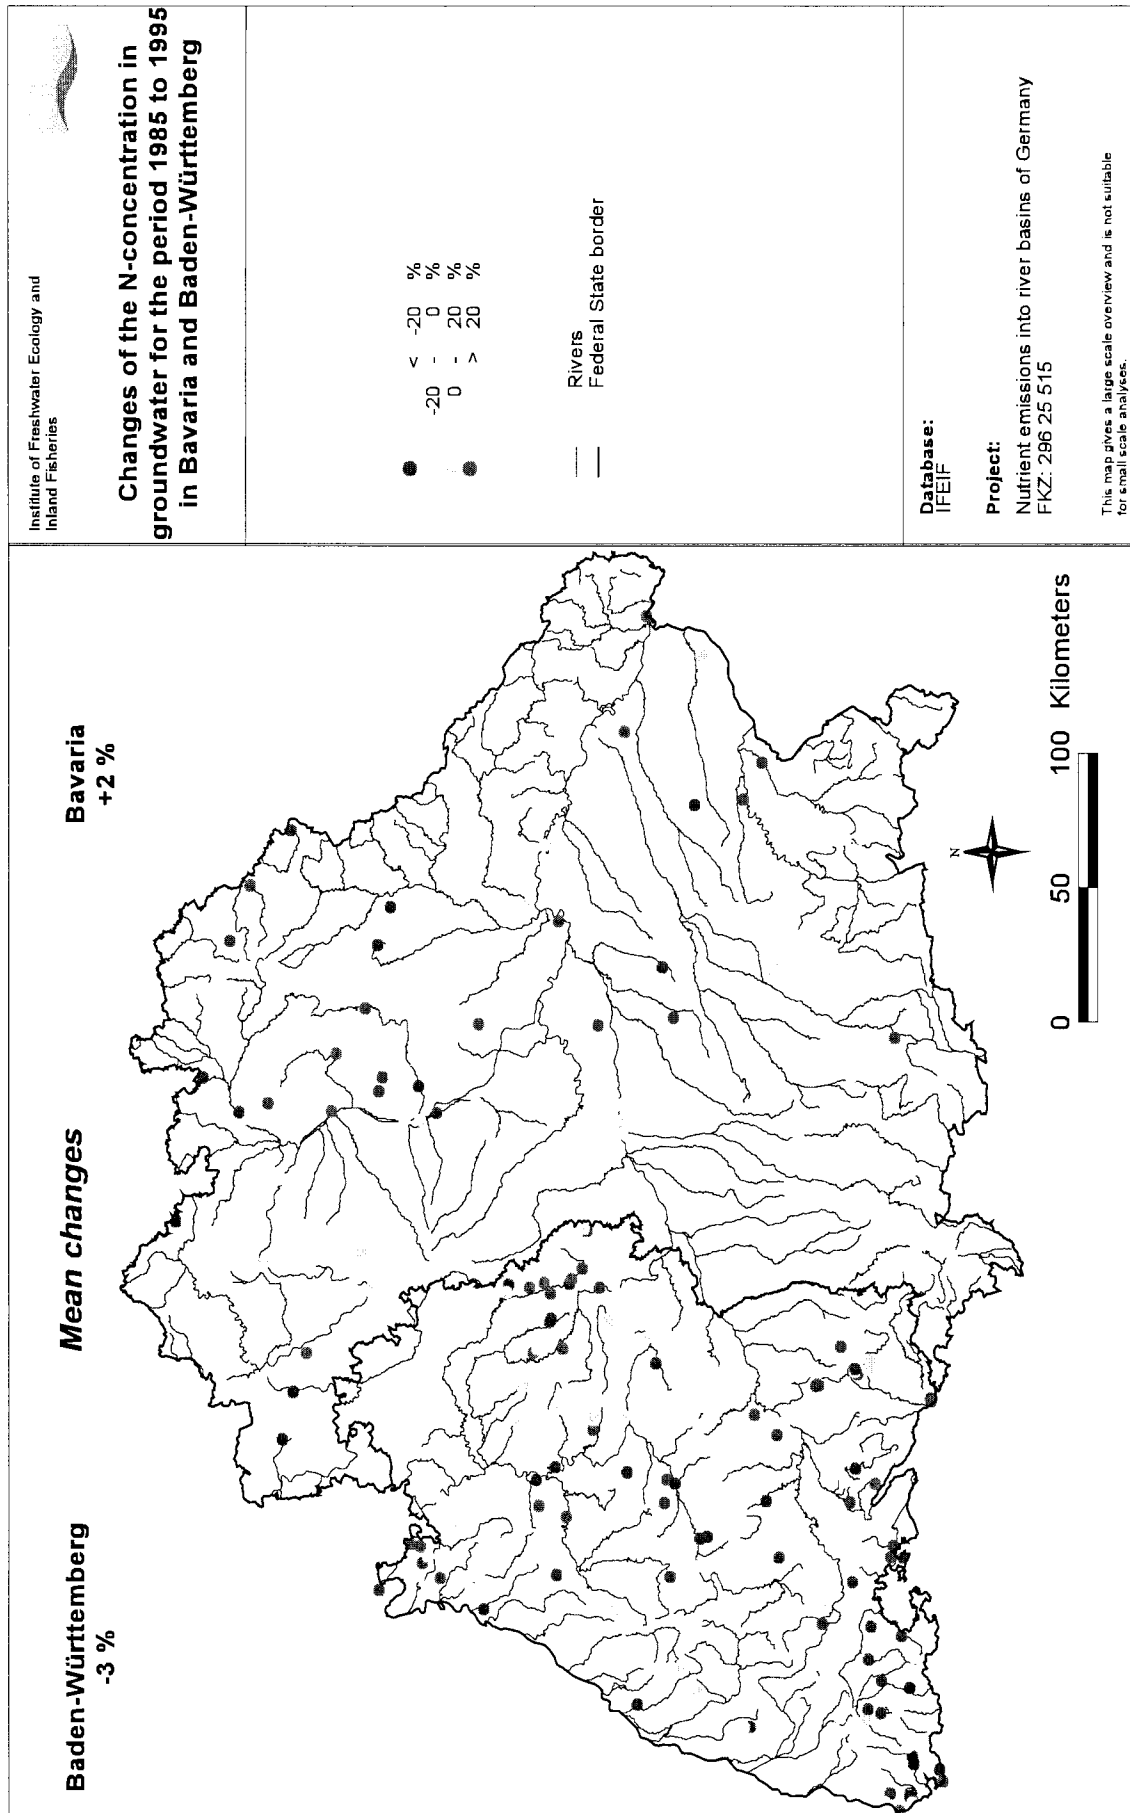 Institute of Freshwater Ecology and
Inland Fisheries
Changes of the N-concentration in
groundwater for the period 1985 to 1995
in Bavaria and Baden-Württemberg
< -20 %
-20 - 0 %
0 - 20 %
> 20 %
Rivers
Federal State border
Database:
IFEIF
Project:
Nutrient emissions into river basins of Germany
FKZ: 296 25 515
This map gives a large scale overview and is not suitable
for small scale analyses.
Baden-Württemberg
-3 %
Mean changes
Bavaria
+2 %
N
0 50 100 Kilometers